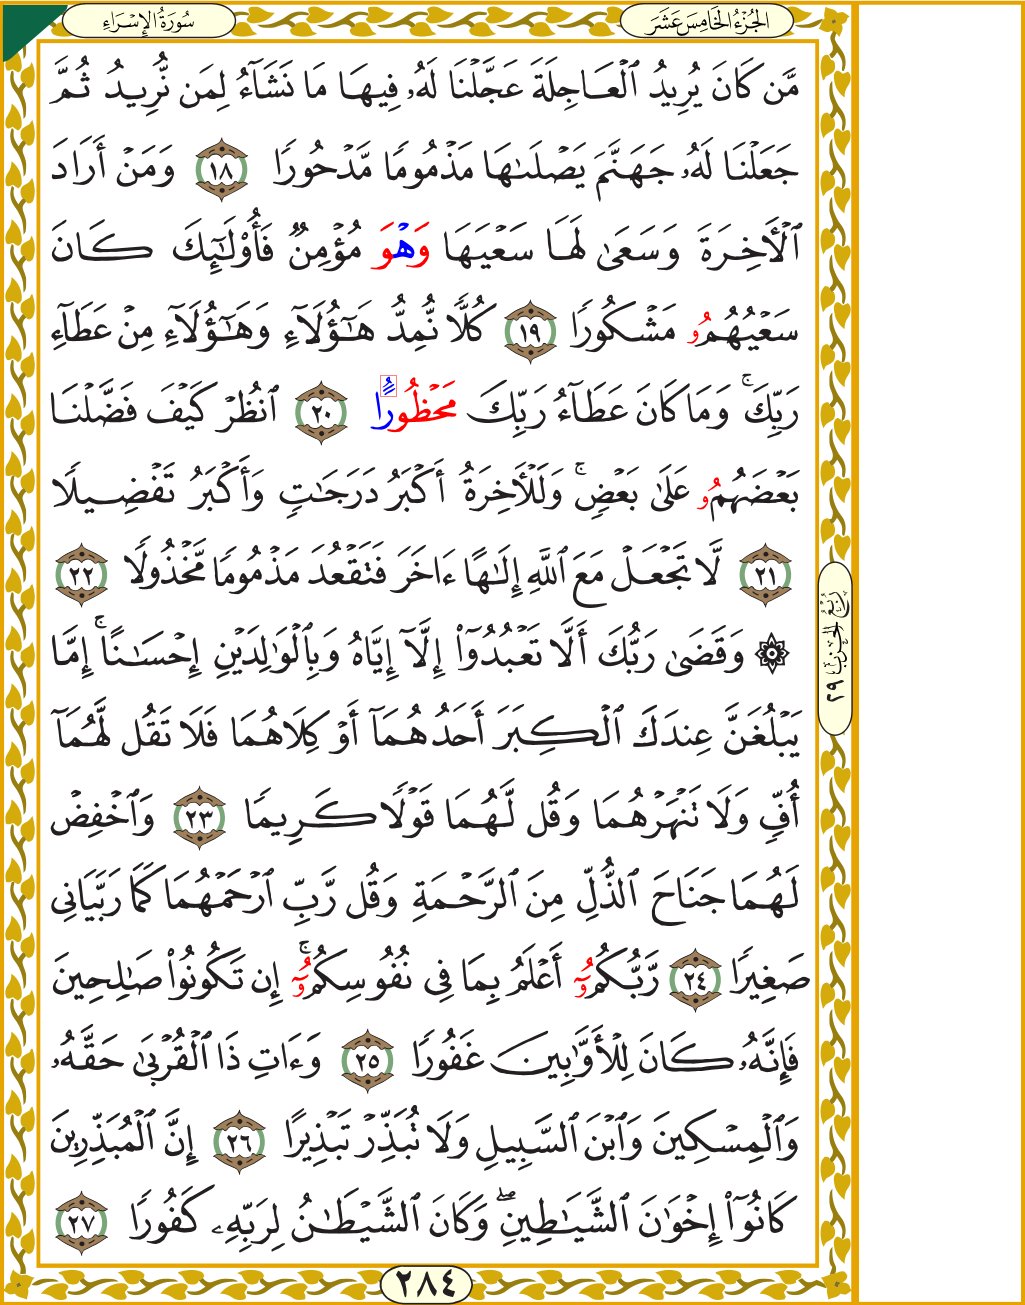 الجُزْءُ الخَامِسَ عَشَرَ
سُورَةُ الإِسْرَاءِ
مَّن كَانَ يُرِيدُ ٱلْعَاجِلَةَ عَجَّلْنَا لَهُۥ فِيهَا مَا نَشَآءُ لِمَن نُّرِيدُ ثُمَّ
جَعَلْنَا لَهُۥ جَهَنَّمَ يَصْلَىٰهَا مَذْمُومًا مَّدْحُورًا ١٨ وَمَنْ أَرَادَ
ٱلْأَخِرَةَ وَسَعَىٰ لَهَا سَعْيَهَا وَهْوَ مُؤْمِنٌ فَأُوْلَٰٓئِكَ كَانَ
سَعْيُهُمُۥ مَشْكُورًا ١٩ كُلًّا نُّمِدُّ هَٰٓؤُلَآءِ وَهَٰٓؤُلَآءِ مِنْ عَطَآءِ
رَبِّكَۚ وَمَا كَانَ عَطَآءُ رَبِّكَ مَحْظُورًا ٢٠ ٱنظُرْ كَيْفَ فَضَّلْنَا
بَعْضَهُمُۥ عَلَىٰ بَعْضٍۚ وَلَلْأَخِرَةُ أَكْبَرُ دَرَجَٰتٍ وَأَكْبَرُ تَفْضِيلًا
٢١ لَّا تَجْعَلْ مَعَ ٱللَّهِ إِلَٰهًا ءَاخَرَ فَتَقْعُدَ مَذْمُومًا مَّخْذُولًا ٢٢
۞ وَقَضَىٰ رَبُّكَ أَلَّا تَعْبُدُوٓاْ إِلَّآ إِيَّاهُ وَبِٱلْوَٰلِدَيْنِ إِحْسَٰنًاۚ إِمَّا
يَبْلُغَنَّ عِندَكَ ٱلْكِبَرَ أَحَدُهُمَآ أَوْ كِلَاهُمَا فَلَا تَقُل لَّهُمَآ
أُفِّ وَلَا تَنْهَرْهُمَا وَقُل لَّهُمَا قَوْلًا كَرِيمًا ٢٣ وَٱخْفِضْ
لَهُمَا جَنَاحَ ٱلذُّلِّ مِنَ ٱلرَّحْمَةِ وَقُل رَّبِّ ٱرْحَمْهُمَا كَمَا رَبَّيَانِي
صَغِيرًا ٢٤ رَّبُّكُمُۥٓ أَعْلَمُ بِمَا فِي نُفُوسِكُمُۥٓۚ إِن تَكُونُواْ صَٰلِحِينَ
فَإِنَّهُۥ كَانَ لِلْأَوَّٰبِينَ غَفُورًا ٢٥ وَءَاتِ ذَا ٱلْقُرْبَىٰ حَقَّهُۥ
وَٱلْمِسْكِينَ وَٱبْنَ ٱلسَّبِيلِ وَلَا تُبَذِّرْ تَبْذِيرًا ٢٦ إِنَّ ٱلْمُبَذِّرِينَ
كَانُوٓاْ إِخْوَٰنَ ٱلشَّيَٰطِينِۖ وَكَانَ ٱلشَّيْطَٰنُ لِرَبِّهِۦ كَفُورًا ٢٧
رُبْعُ الحِزْبِ ٢٩
٢٨٤